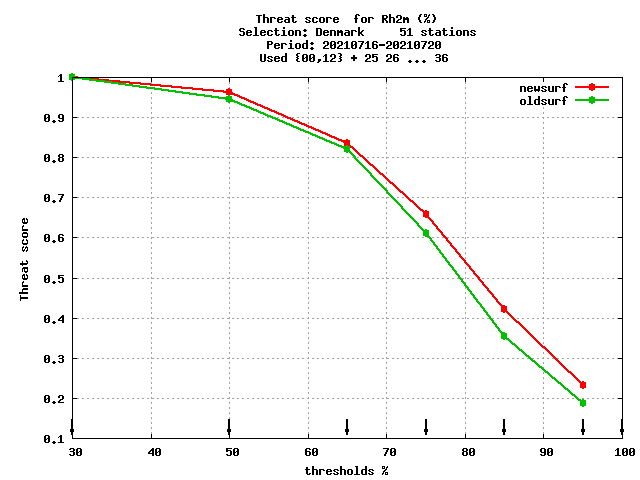 Threat score  for Rh2m (%)
Selection: Denmark     51 stations
Period: 20210716-20210720
Used {00,12} + 25 26 ... 36
newsurf
oldsurf
1
0.9
0.8
0.7
0.6
0.5
0.4
0.3
0.2
0.1
Threat score
30 40 50 60 70 80 90 100
thresholds %